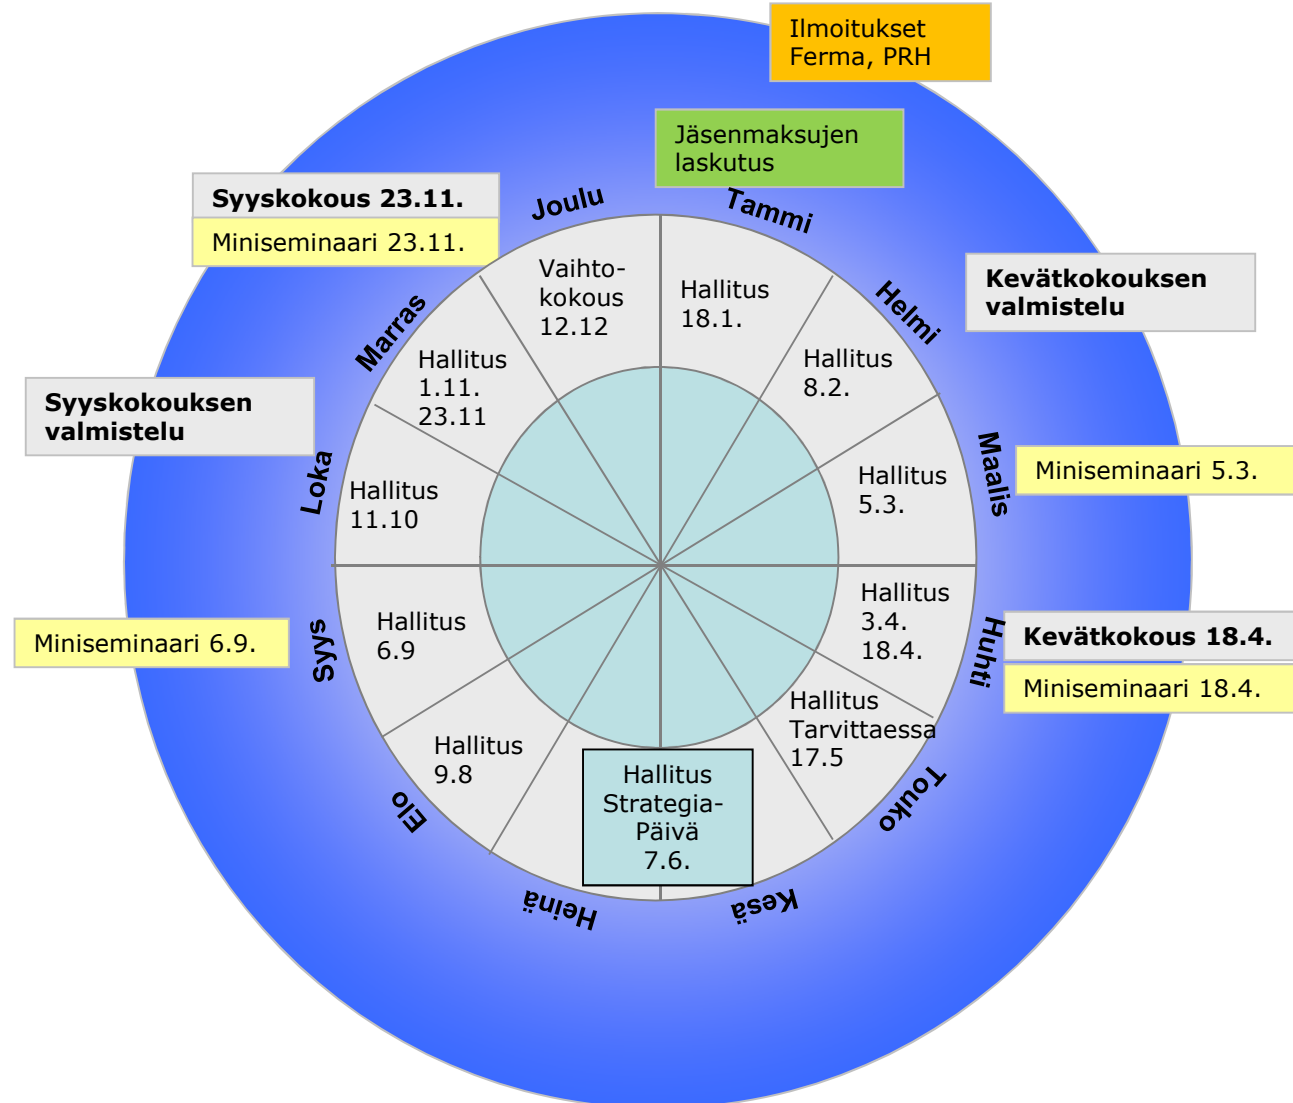 Ilmoitukset
Ferma, PRH
Jäsenmaksujen
laskutus
Syyskokous 23.11.
Miniseminaari 23.11.
Joulu
Tammi
Vaihto-
kokous
12.12
Hallitus
18.1.
Helmi
Kevätkokouksen
valmistelu
Marras
Hallitus
1.11.
23.11
Hallitus
8.2.
Syyskokouksen
valmistelu
Loka
Hallitus
11.10
Hallitus
5.3.
Maalis
Miniseminaari 5.3.
Miniseminaari 6.9.
Syys
Hallitus
6.9
Hallitus
3.4.
18.4.
Huhti
Kevätkokous 18.4.
Miniseminaari 18.4.
Hallitus
Tarvittaessa
17.5
Touko
Elo
Hallitus
9.8
Hallitus
Strategia-
Päivä
7.6.
Heinä
Kesä